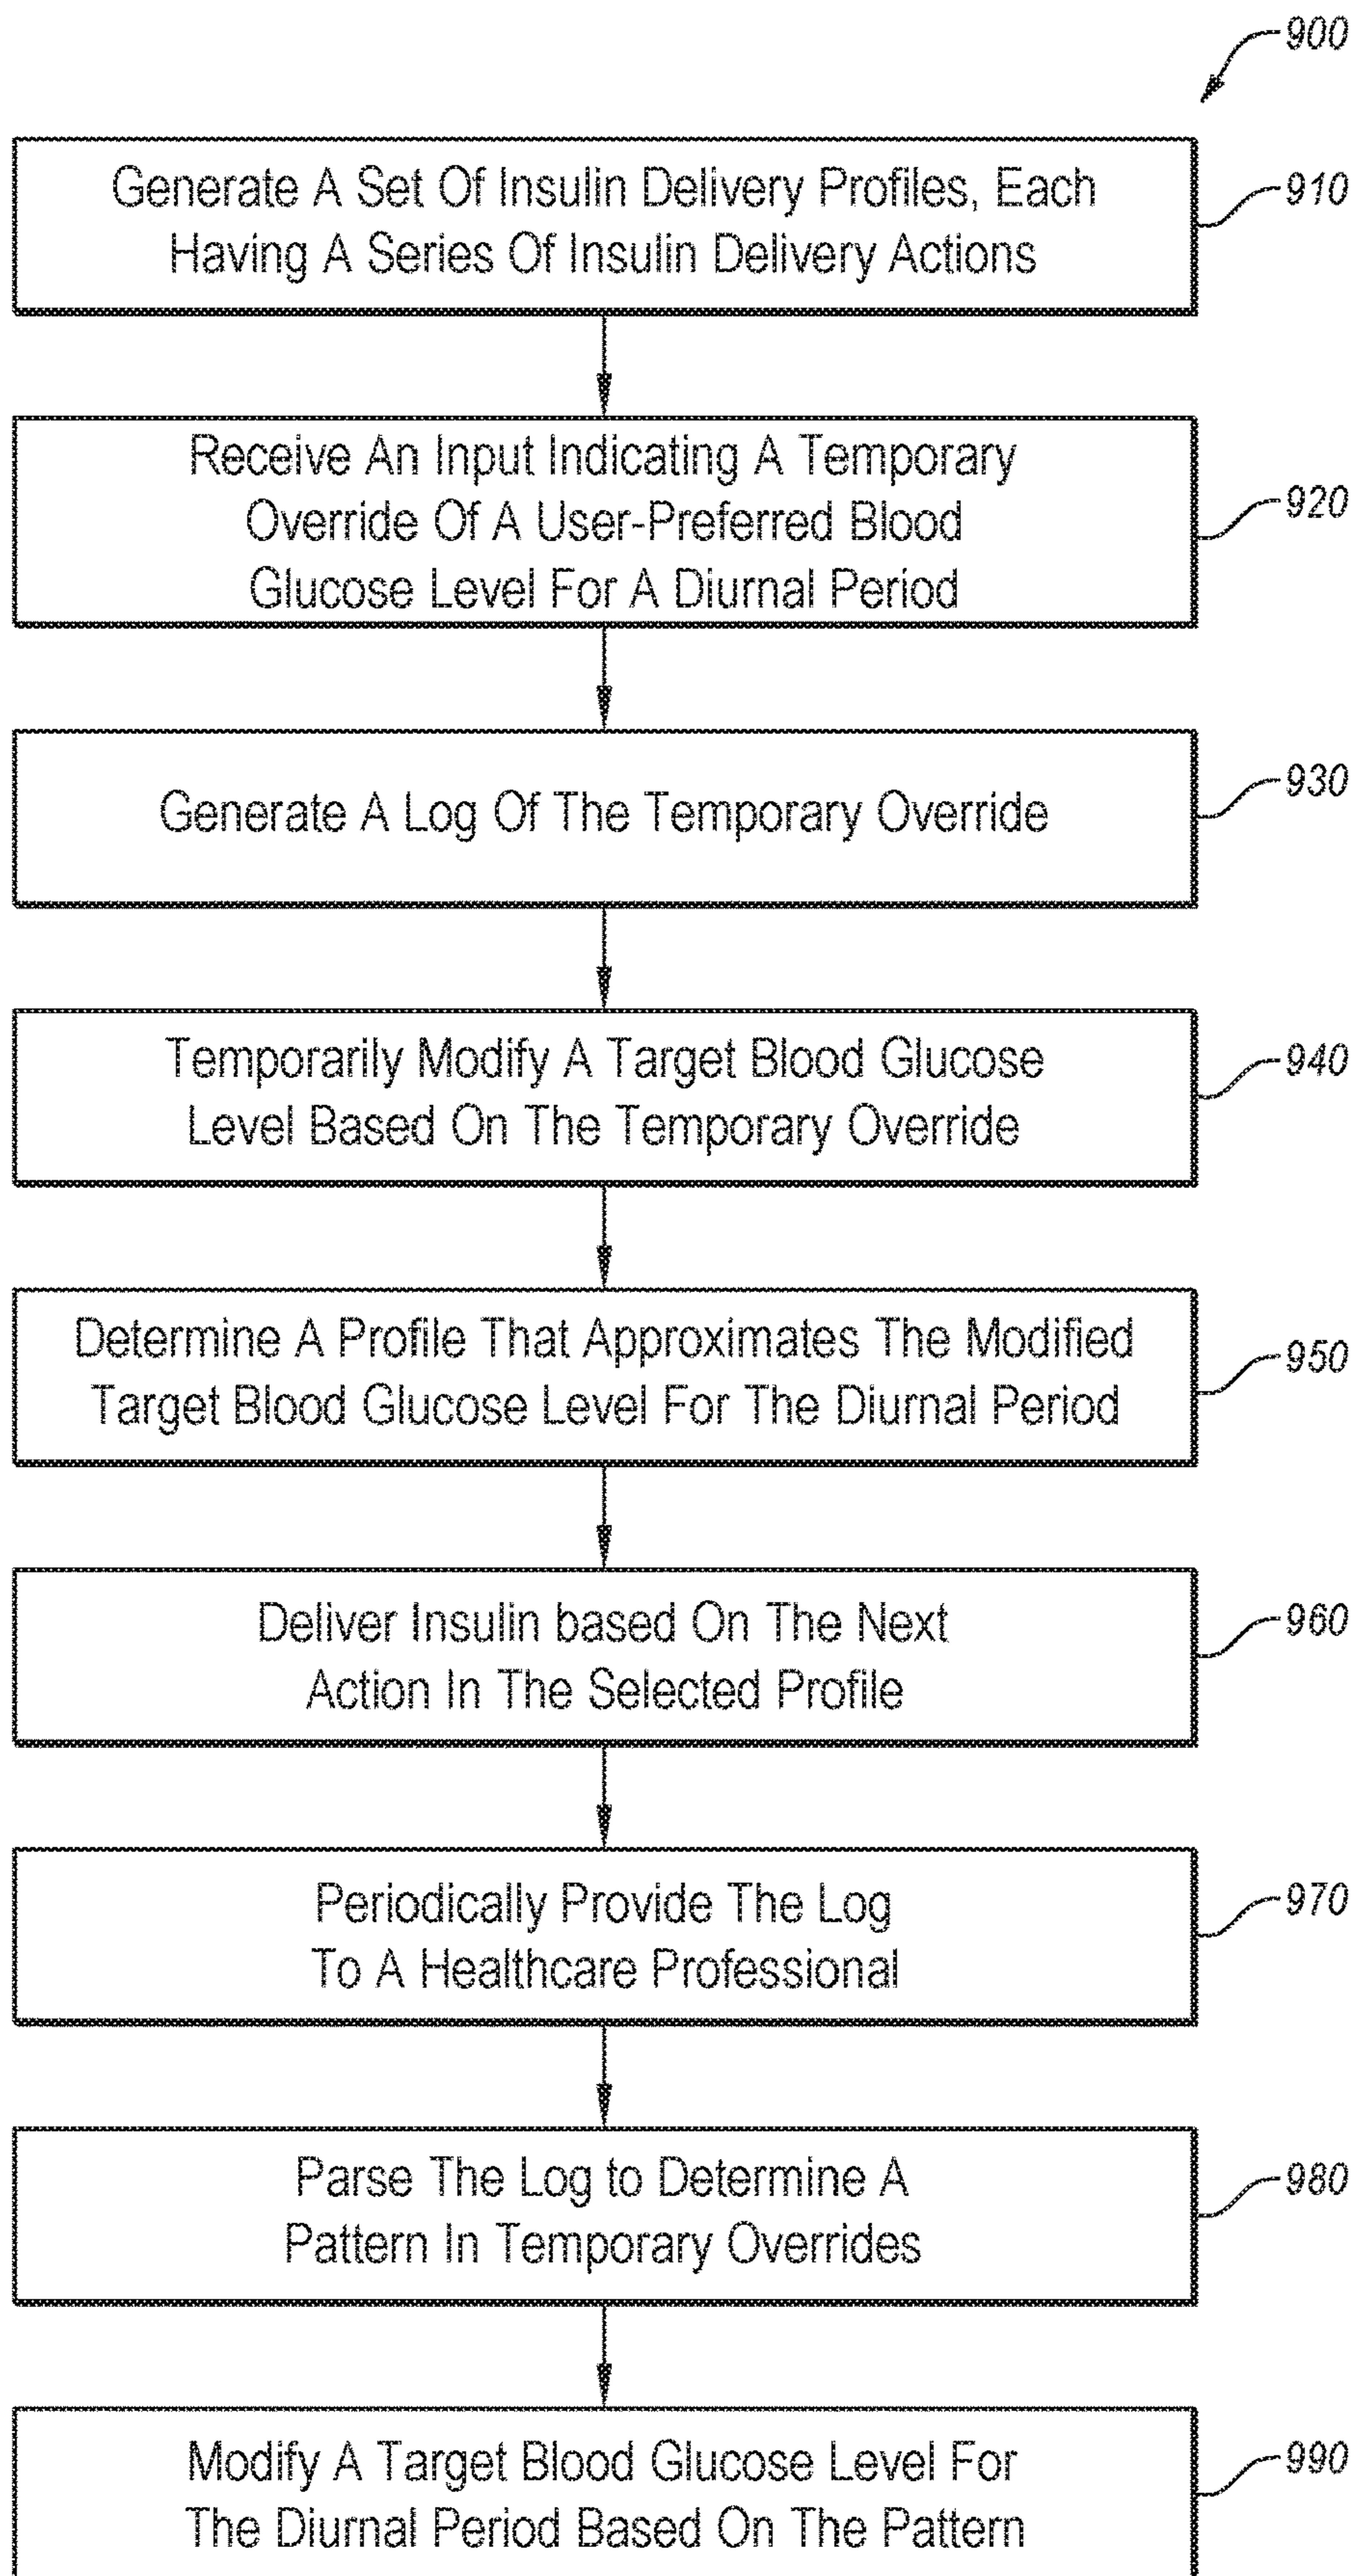 900
Generate A Set Of Insulin Delivery Profiles, Each
Having A Series Of Insulin Delivery Actions
910
Receive An Input Indicating A Temporary
Override Of A User-Preferred Blood
Glucose Level For A Diurnal Period
920
Generate A Log Of The Temporary Override
930
Temporarily Modify A Target Blood Glucose
Level Based On The Temporary Override
940
Determine A Profile That Approximates The Modified
Target Blood Glucose Level For The Diurnal Period
950
Deliver Insulin based On The Next
Action In The Selected Profile
960
Periodically Provide The Log
To A Healthcare Professional
970
Parse The Log to Determine A
Pattern In Temporary Overrides
980
Modify A Target Blood Glucose Level For
The Diurnal Period Based On The Pattern
990